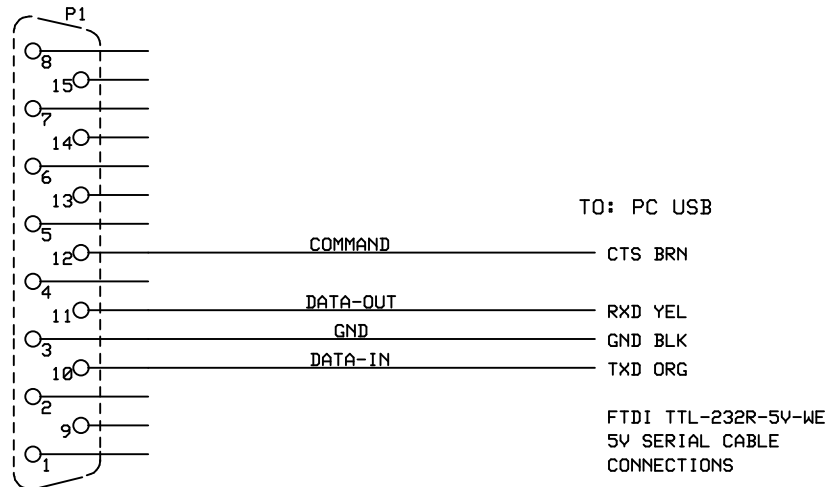 P1
8
15
7
14
6
13
TO: PC USB
5
COMMAND
12
CTS BRN
4
DATA-OUT
11
RXD YEL
GND
3
GND BLK
DATA-IN
10
TXD ORG
2
9
FTDI TTL-232R-5V-WE
5V SERIAL CABLE
1
CONNECTIONS